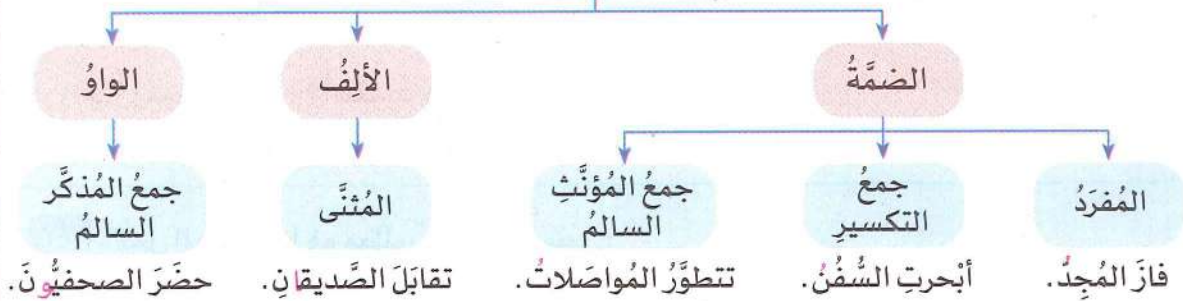 الضمَّةُ
الألِفُ
الواوُ
المُفرَدُ
جمعُ
التكسيرِ
جمعُ المُؤنَّثِ
السالمُ
المُثنَّى
جمعُ المُذكَّر
السالمُ
فازَ المُجِدُّ.
أبْحرتِ السُّفُنُ.
تتطوَّرُ المُواصَلاتُ.
تقابَلَ الصَّديقانِ.
حضَرَ الصحفيُّونَ.